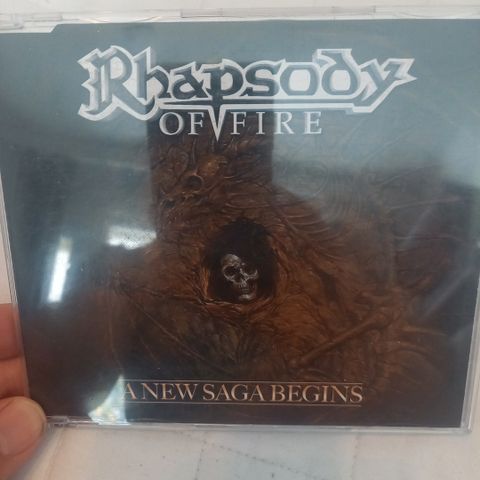 Rhapsody
OF FIRE
A NEW SAGA BEGINS